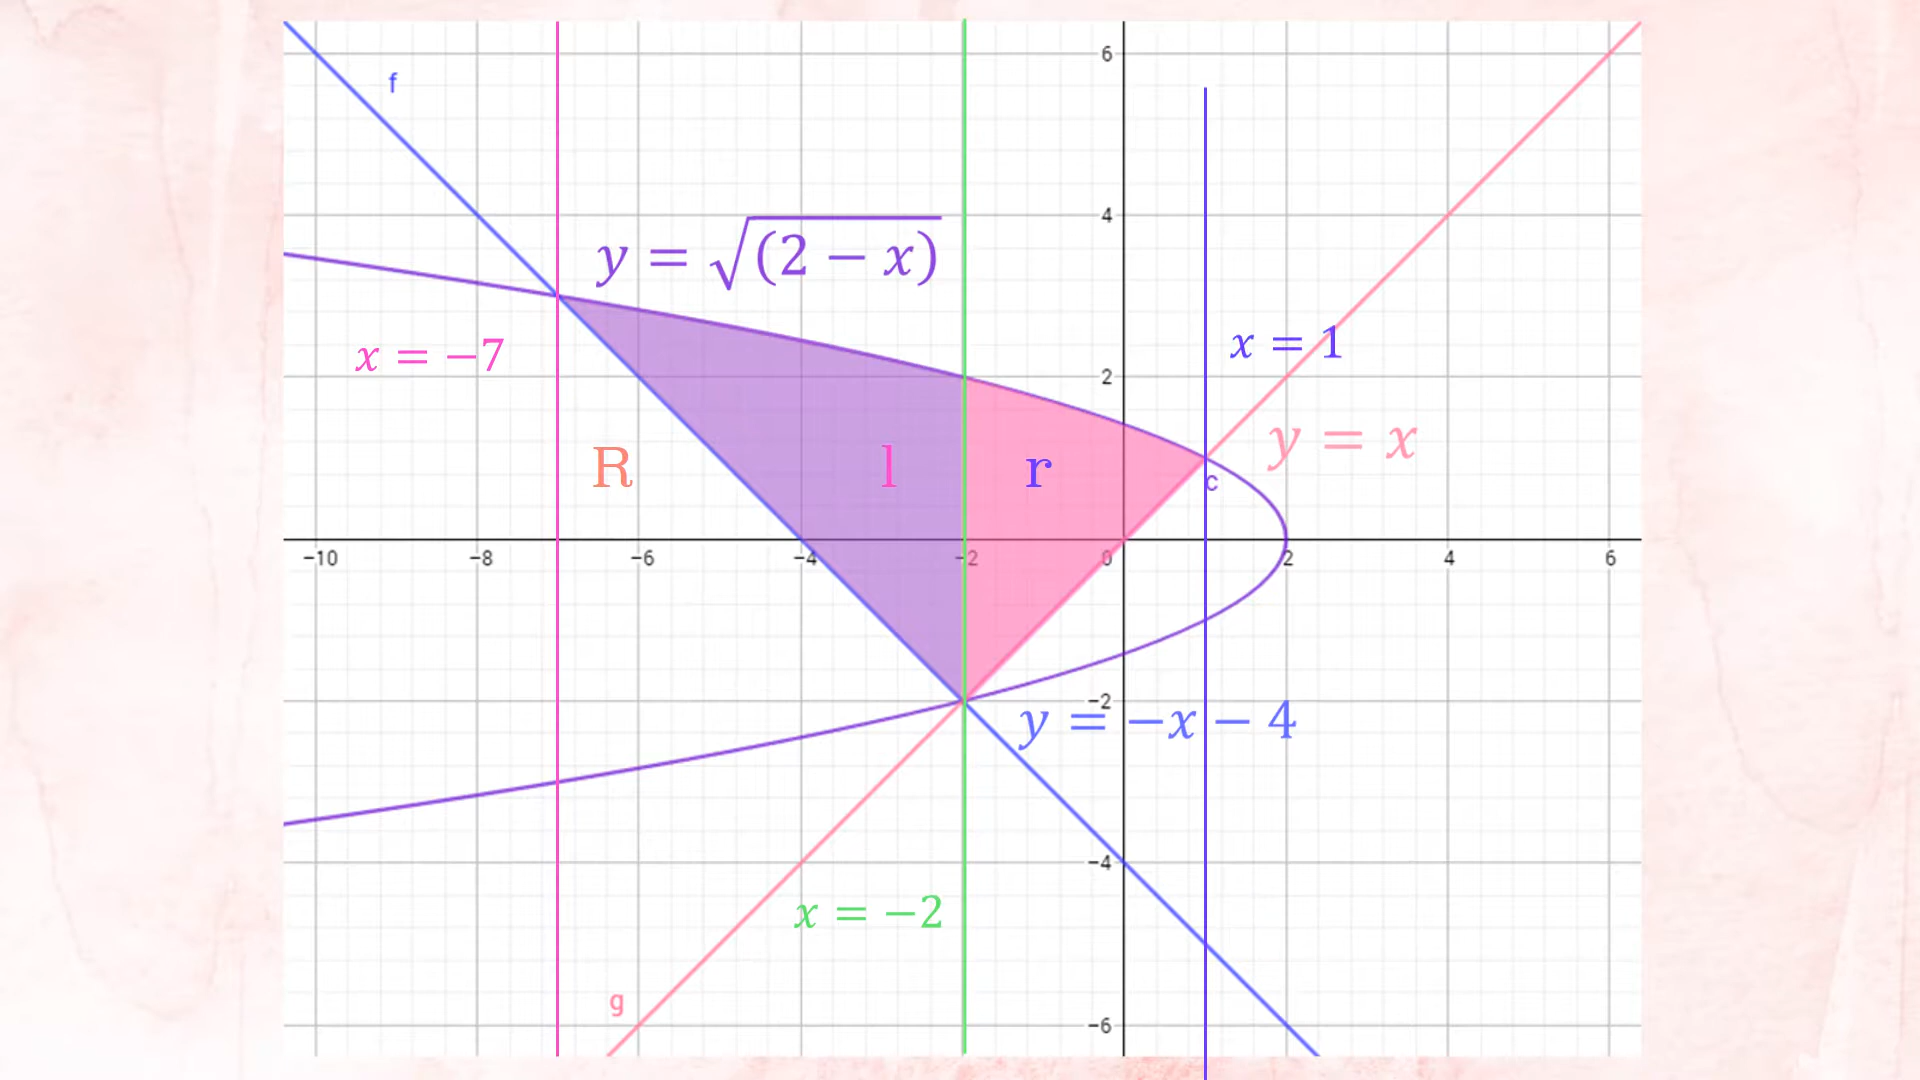 f
6
y = √(2 − x)
4
x = −7
x = 1
2
y = x
R
l
r
c
−10
−8
−6
−4
−2
0
2
4
6
−2
y = −x − 4
−4
x = −2
g
−6